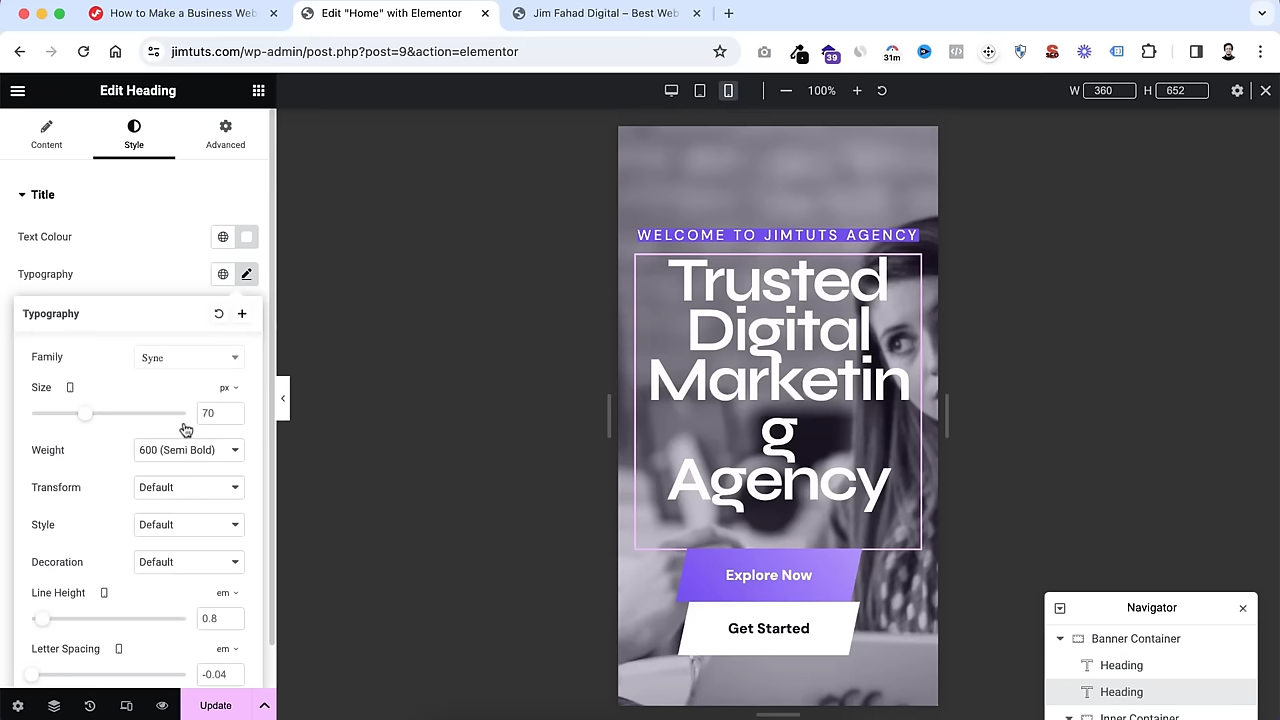 How to Make a Business Web
Edit "Home" with Elementor
Jim Fahad Digital – Best Web
jimtuts.com/wp-admin/post.php?post=9&action=elementor
39
31m
Edit Heading
100%
W 360 H 652
Content
Style
Advanced
Title
Text Colour
Typography
Typography
Family
Syne
Size
px
70
Weight
600 (Semi Bold)
Transform
Default
Style
Default
Decoration
Default
Line Height
em
0.8
Letter Spacing
em
-0.04
Update
WELCOME TO JIMTUTS AGENCY
Trusted
Digital
Marketin
g
Agency
Explore Now
Get Started
Navigator
Banner Container
Heading
Heading
Inner Container